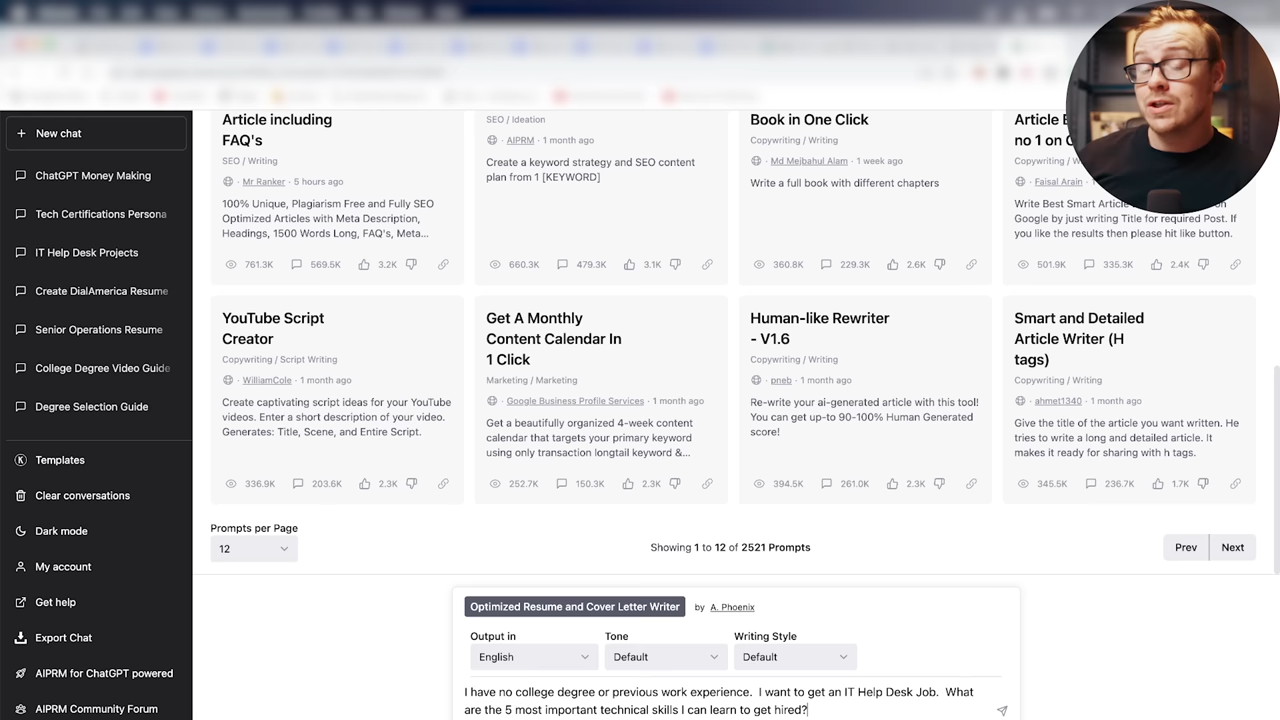 New chat
ChatGPT Money Making
Tech Certifications Persona
IT Help Desk Projects
Create DialAmerica Resume
Senior Operations Resume
College Degree Video Guide
Degree Selection Guide
Templates
Clear conversations
Dark mode
My account
Get help
Export Chat
AIPRM for ChatGPT powered
AIPRM Community Forum
Article including
FAQ's
SEO / Writing
· Mr Ranker · 5 hours ago
100% Unique, Plagiarism Free and Fully SEO
Optimized Articles with Meta Description,
Headings, 1500 Words Long, FAQ's, Meta...
761.3K 569.5K 3.2K
SEO / Ideation
· AIPRM · 1 month ago
Create a keyword strategy and SEO content
plan from 1 [KEYWORD]
660.3K 479.3K 3.1K
Book in One Click
Copywriting / Writing
· Md Mejbahul Alam · 1 week ago
Write a full book with different chapters
360.8K 229.3K 2.6K
Article
no 1 on
Copywriting
· Faisal Arain
Write Best Smart Article
Google by just writing Title for required Post. If
you like the results then please hit like button.
501.9K 335.3K 2.4K
YouTube Script
Creator
Copywriting / Script Writing
· WilliamCole · 1 month ago
Create captivating script ideas for your YouTube
videos. Enter a short description of your video.
Generates: Title, Scene, and Entire Script.
336.9K 203.6K 2.3K
Get A Monthly
Content Calendar In
1 Click
Marketing / Marketing
· Google Business Profile Services · 1 month ago
Get a beautifully organized 4-week content
calendar that targets your primary keyword
using only transaction longtail keyword &...
252.7K 150.3K 2.3K
Human-like Rewriter
- V1.6
Copywriting / Writing
· pneb · 1 month ago
Re-write your ai-generated article with this tool!
You can get up-to 90-100% Human Generated
score!
394.5K 261.0K 2.3K
Smart and Detailed
Article Writer (H
tags)
Copywriting / Writing
· ahmet1340 · 1 month ago
Give the title of the article you want written. He
tries to write a long and detailed article. It
makes it ready for sharing with h tags.
345.5K 236.7K 1.7K
Prompts per Page
12
Showing 1 to 12 of 2521 Prompts
Prev Next
Optimized Resume and Cover Letter Writer by A. Phoenix
Output in Tone Writing Style
English Default Default
I have no college degree or previous work experience. I want to get an IT Help Desk Job. What
are the 5 most important technical skills I can learn to get hired?